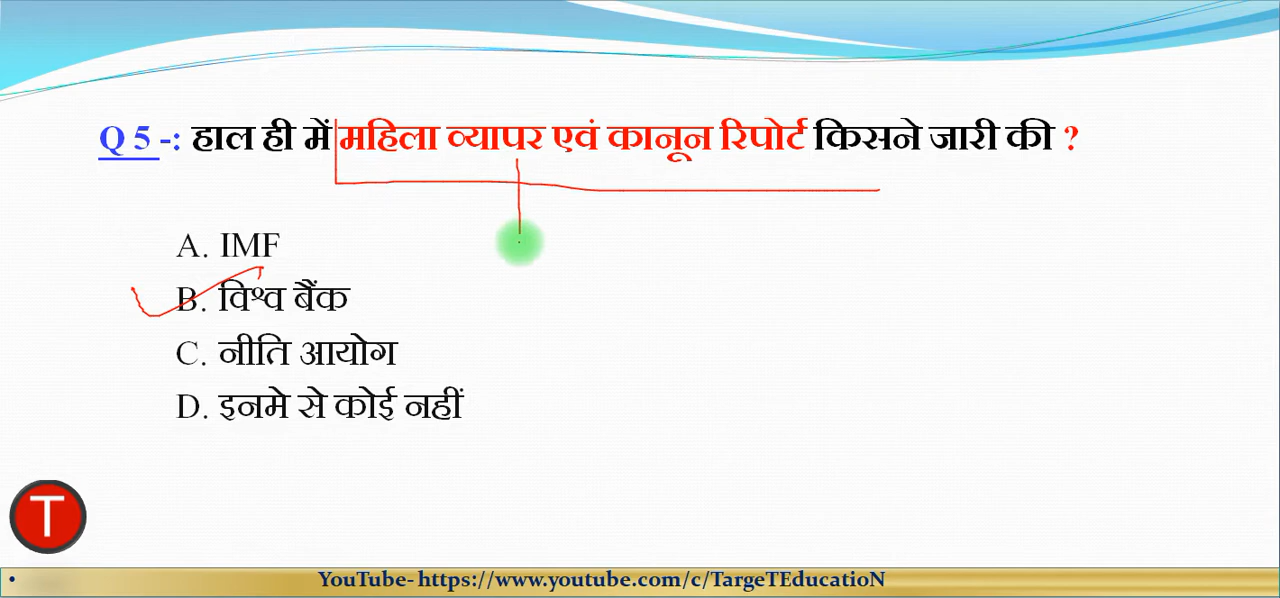 Q 5 -: हाल ही में महिला व्यापर एवं कानून रिपोर्ट किसने जारी की ?
A. IMF
B. विश्व बैंक
C. नीति आयोग
D. इनमे से कोई नहीं
T
• YouTube- https://www.youtube.com/c/TargeTEducatioN